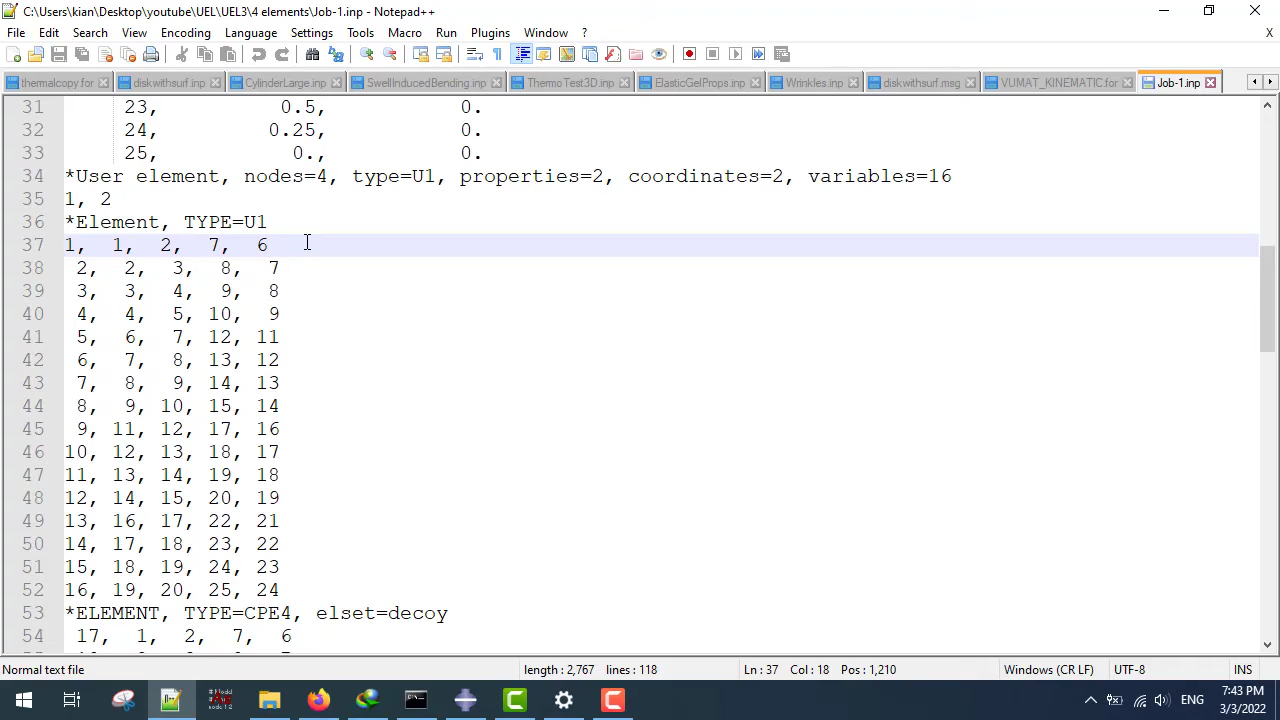 C:\Users\kian\Desktop\youtube\UEL\UEL3\4 elements\Job-1.inp - Notepad++
File Edit Search View Encoding Language Settings Tools Macro Run Plugins Window ? X
thermalcopy.for diskwithsurf.inp CylinderLarge.inp SwellInducedBending.inp ThermoTest3D.inp ElasticGelProps.inp Wrinkles.inp diskwithsurf.msg VUMAT_KINEMATIC.for Job-1.inp
31 23, 0.5, 0.
32 24, 0.25, 0.
33 25, 0., 0.
34 *User element, nodes=4, type=U1, properties=2, coordinates=2, variables=16
35 1, 2
36 *Element, TYPE=U1
37 1, 1, 2, 7, 6
38 2, 2, 3, 8, 7
39 3, 3, 4, 9, 8
40 4, 4, 5, 10, 9
41 5, 6, 7, 12, 11
42 6, 7, 8, 13, 12
43 7, 8, 9, 14, 13
44 8, 9, 10, 15, 14
45 9, 11, 12, 17, 16
46 10, 12, 13, 18, 17
47 11, 13, 14, 19, 18
48 12, 14, 15, 20, 19
49 13, 16, 17, 22, 21
50 14, 17, 18, 23, 22
51 15, 18, 19, 24, 23
52 16, 19, 20, 25, 24
53 *ELEMENT, TYPE=CPE4, elset=decoy
54 17, 1, 2, 7, 6
Normal text file length : 2,767 lines : 118 Ln : 37 Col : 18 Pos : 1,210 Windows (CR LF) UTF-8 INS
ENG
7:43 PM
3/3/2022